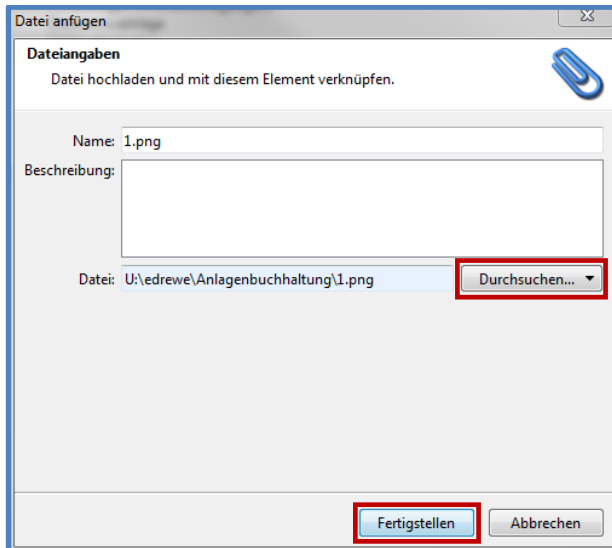 Datei anfügen
Dateiangaben
Datei hochladen und mit diesem Element verknüpfen.
Name: 1.png
Beschreibung:
Datei: U:\edrewe\Anlagenbuchhaltung\1.png Durchsuchen...
Fertigstellen Abbrechen